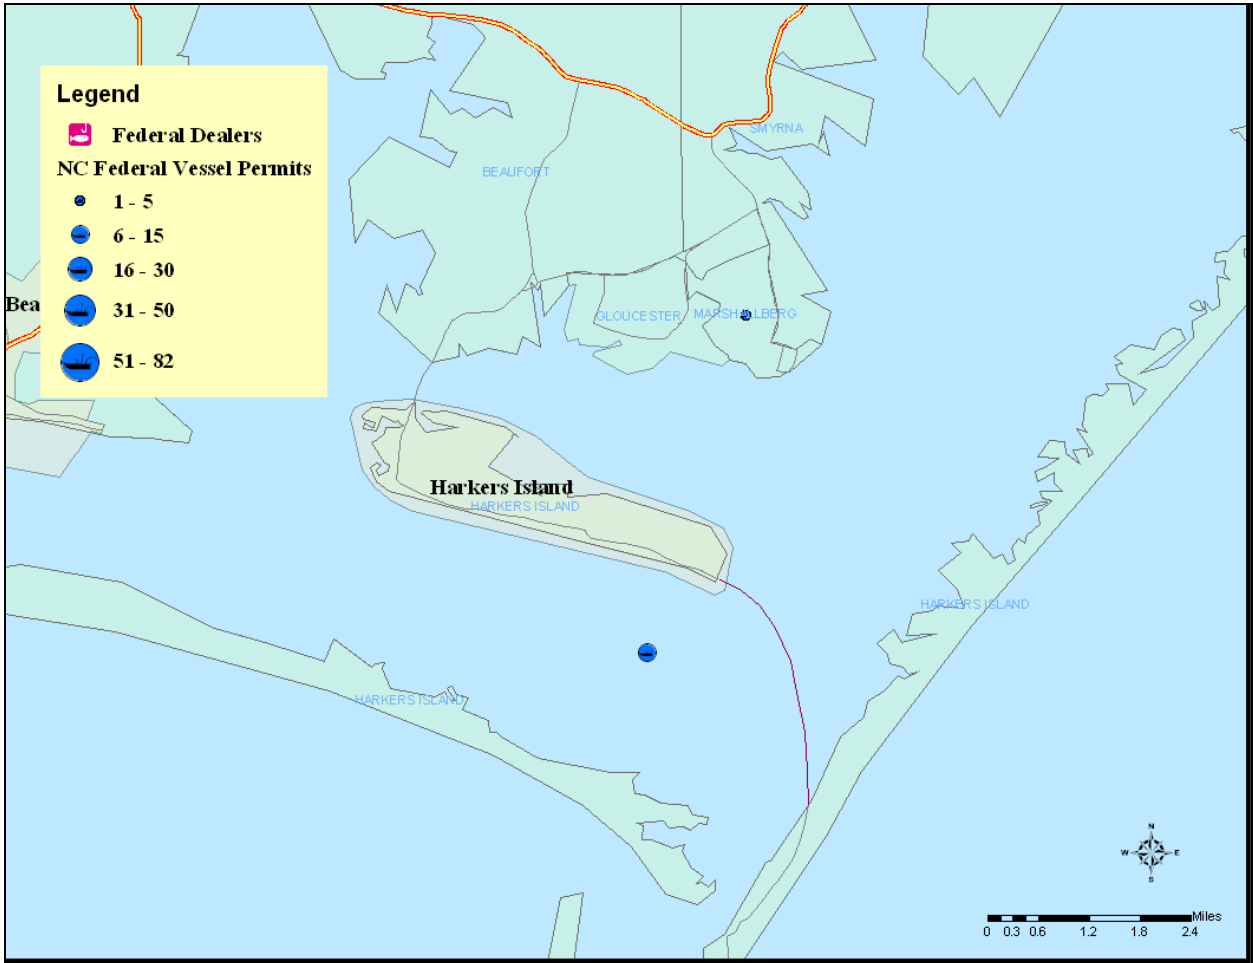 Legend
Federal Dealers
NC Federal Vessel Permits
1 - 5
6 - 15
16 - 30
31 - 50
51 - 82
SMYRNA
BEAUFORT
Bea
GLOUCESTER
MARSHALLBERG
Harkers Island
HARKERS ISLAND
HARKERS ISLAND
HARKERS ISLAND
N
W E
S
Miles
0 0.3 0.6 1.2 1.8 2.4